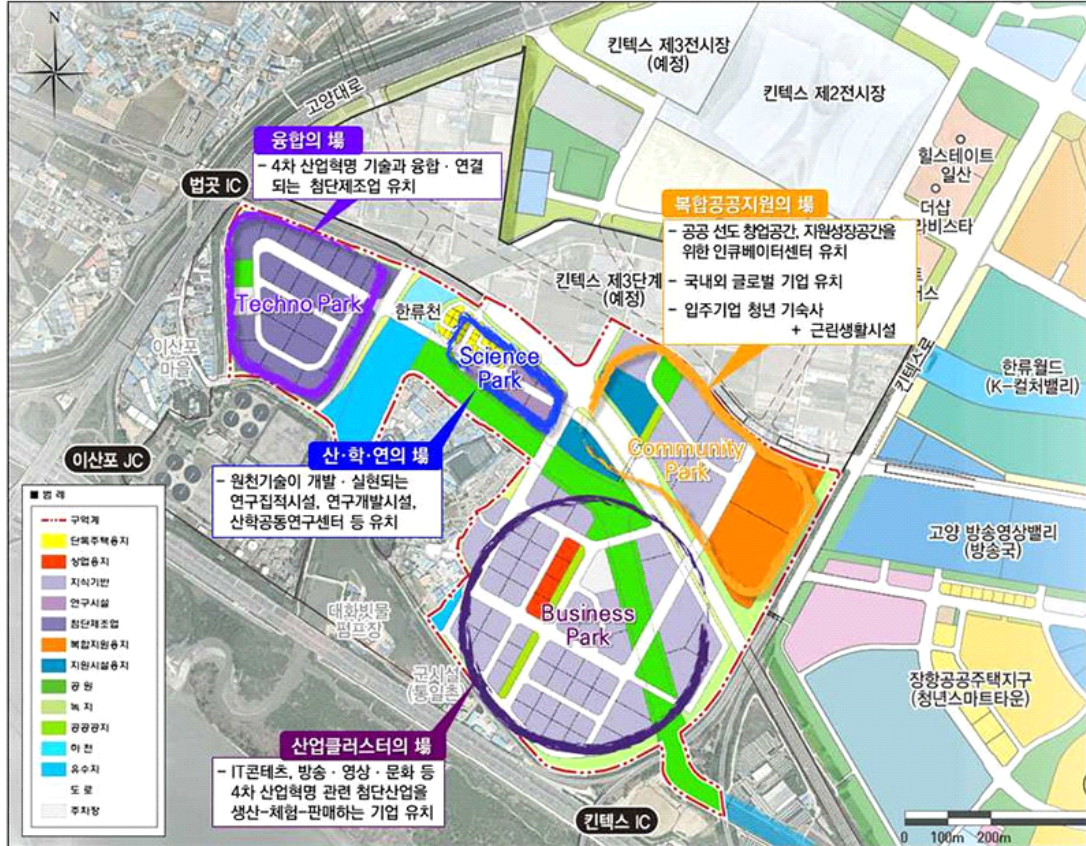 N
킨텍스 제3전시장
(예정)
킨텍스 제2전시장
고양대로
융합의 場
- 4차 산업혁명 기술과 융합 · 연결
되는 첨단제조업 유치
법곳 IC
힐스테이트
일산
더샵
라비스타
복합공공지원의 場
- 공공 선도 창업공간, 지원성장공간을
위한 인큐베이터센터 유치
- 국내외 글로벌 기업 유치
- 입주기업 청년 기숙사
+ 근린생활시설
킨텍스 제3단계
(예정)
Techno Park
한류천
Science
Park
이산포
마을
킨텍스로
한류월드
(K-컬처밸리)
이산포 JC
산·학·연의 場
- 원천기술이 개발 · 실현되는
연구집적시설, 연구개발시설,
산학공동연구센터 등 유치
Community
Park
고양 방송영상밸리
(방송국)
■ 범 례
구역계
단독주택용지
상업용지
지식기반
연구시설
첨단제조업
복합지원용지
지원시설용지
공 원
녹 지
공공공지
하 천
유수지
도 로
주차장
대화빗물
펌프장
Business
Park
군시설
(통일촌)
장항공공주택지구
(청년스마트타운)
산업클러스터의 場
- IT콘테츠, 방송 · 영상 · 문화 등
4차 산업혁명 관련 첨단산업을
생산-체험-판매하는 기업 유치
킨텍스 IC
0 100m 200m